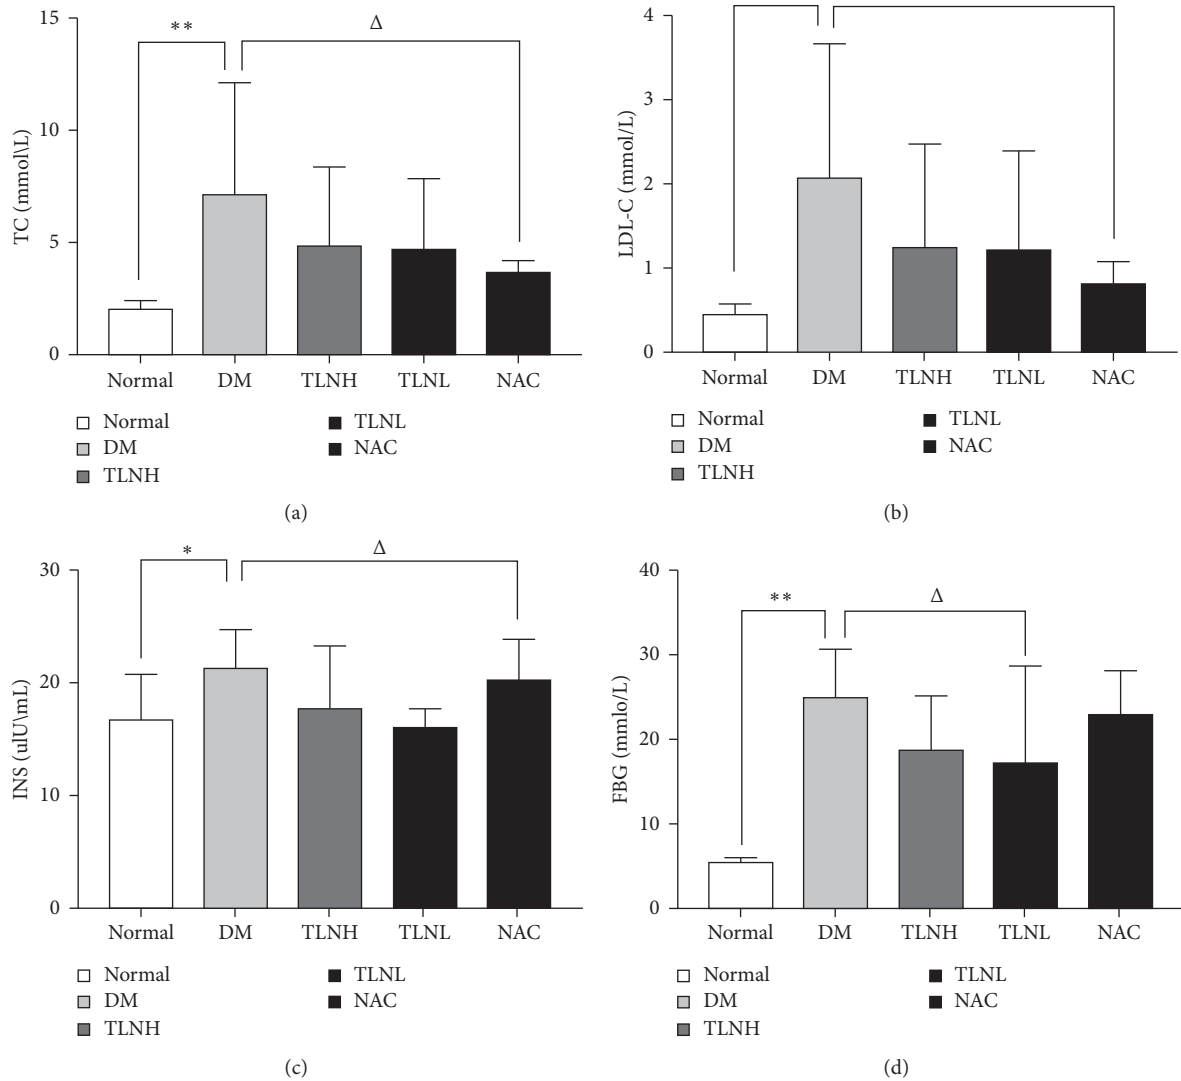 15
10
5
0
TC (mmol\L)
**
Δ
Normal DM TLNH TLNL NAC
Normal
DM
TLNH
TLNL
NAC
(a)
4
3
2
1
0
LDL-C (mmol/L)
Normal DM TLNH TLNL NAC
Normal
DM
TLNH
TLNL
NAC
(b)
30
20
10
0
INS (ulU\mL)
*
Δ
Normal DM TLNH TLNL NAC
Normal
DM
TLNH
TLNL
NAC
(c)
40
30
20
10
0
FBG (mmlo/L)
**
Δ
Normal DM TLNH TLNL NAC
Normal
DM
TLNH
TLNL
NAC
(d)